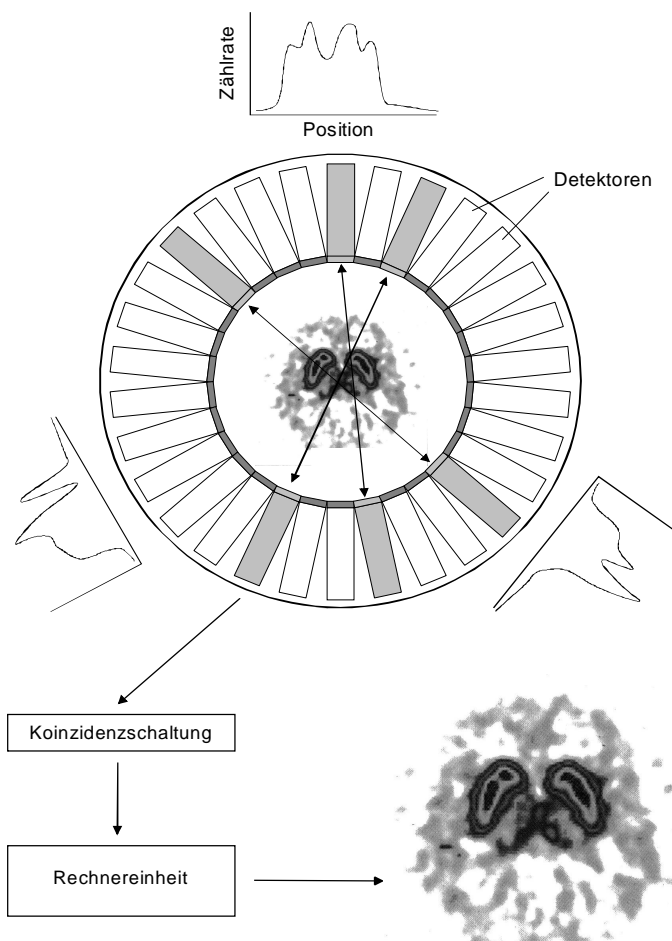 Zählrate
Position
Detektoren
Koinzidenzschaltung
Rechnereinheit